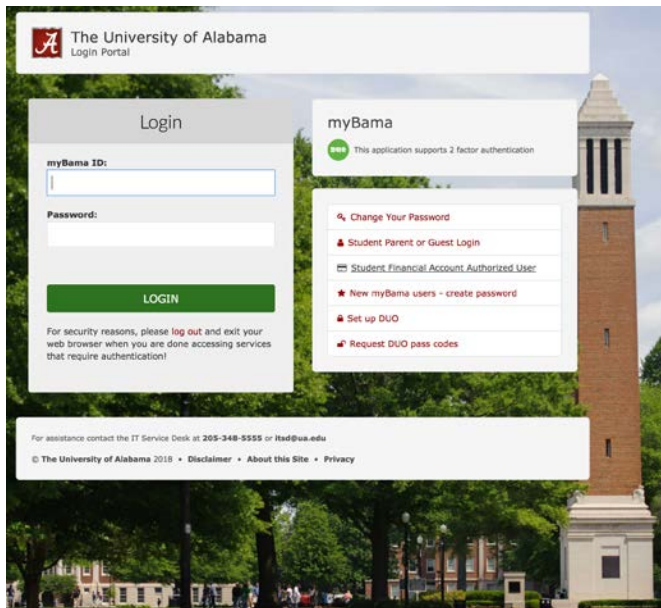 The University of Alabama
Login Portal
Login
myBama ID:
Password:
LOGIN
For security reasons, please log out and exit your
web browser when you are done accessing services
that require authentication!
myBama
DUO This application supports 2 factor authentication
Change Your Password
Student Parent or Guest Login
Student Financial Account Authorized User
New myBama users - create password
Set up DUO
Request DUO pass codes
For assistance contact the IT Service Desk at 205-348-5555 or itsd@ua.edu
© The University of Alabama 2018 • Disclaimer • About this Site • Privacy